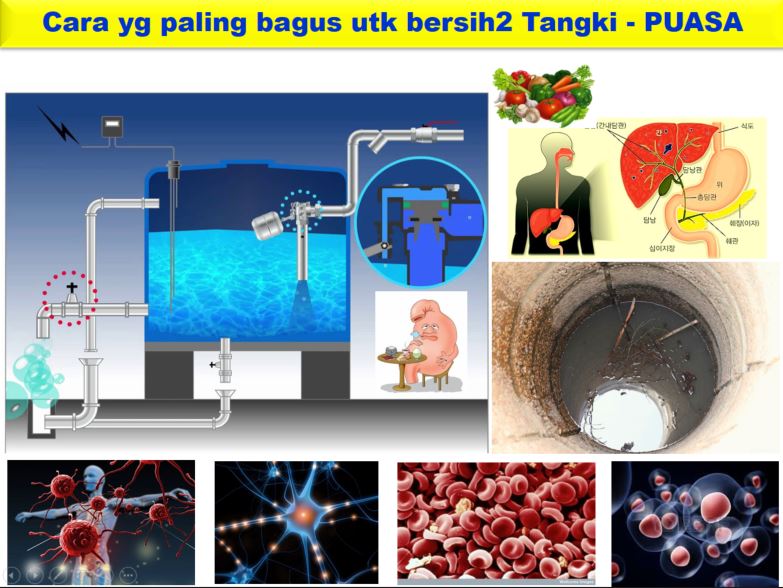 Cara yg paling bagus utk bersih2 Tangki - PUASA
(간내담관)
간
식도
담낭관
위
총담관
담낭
췌장(이자)
췌관
십이지장